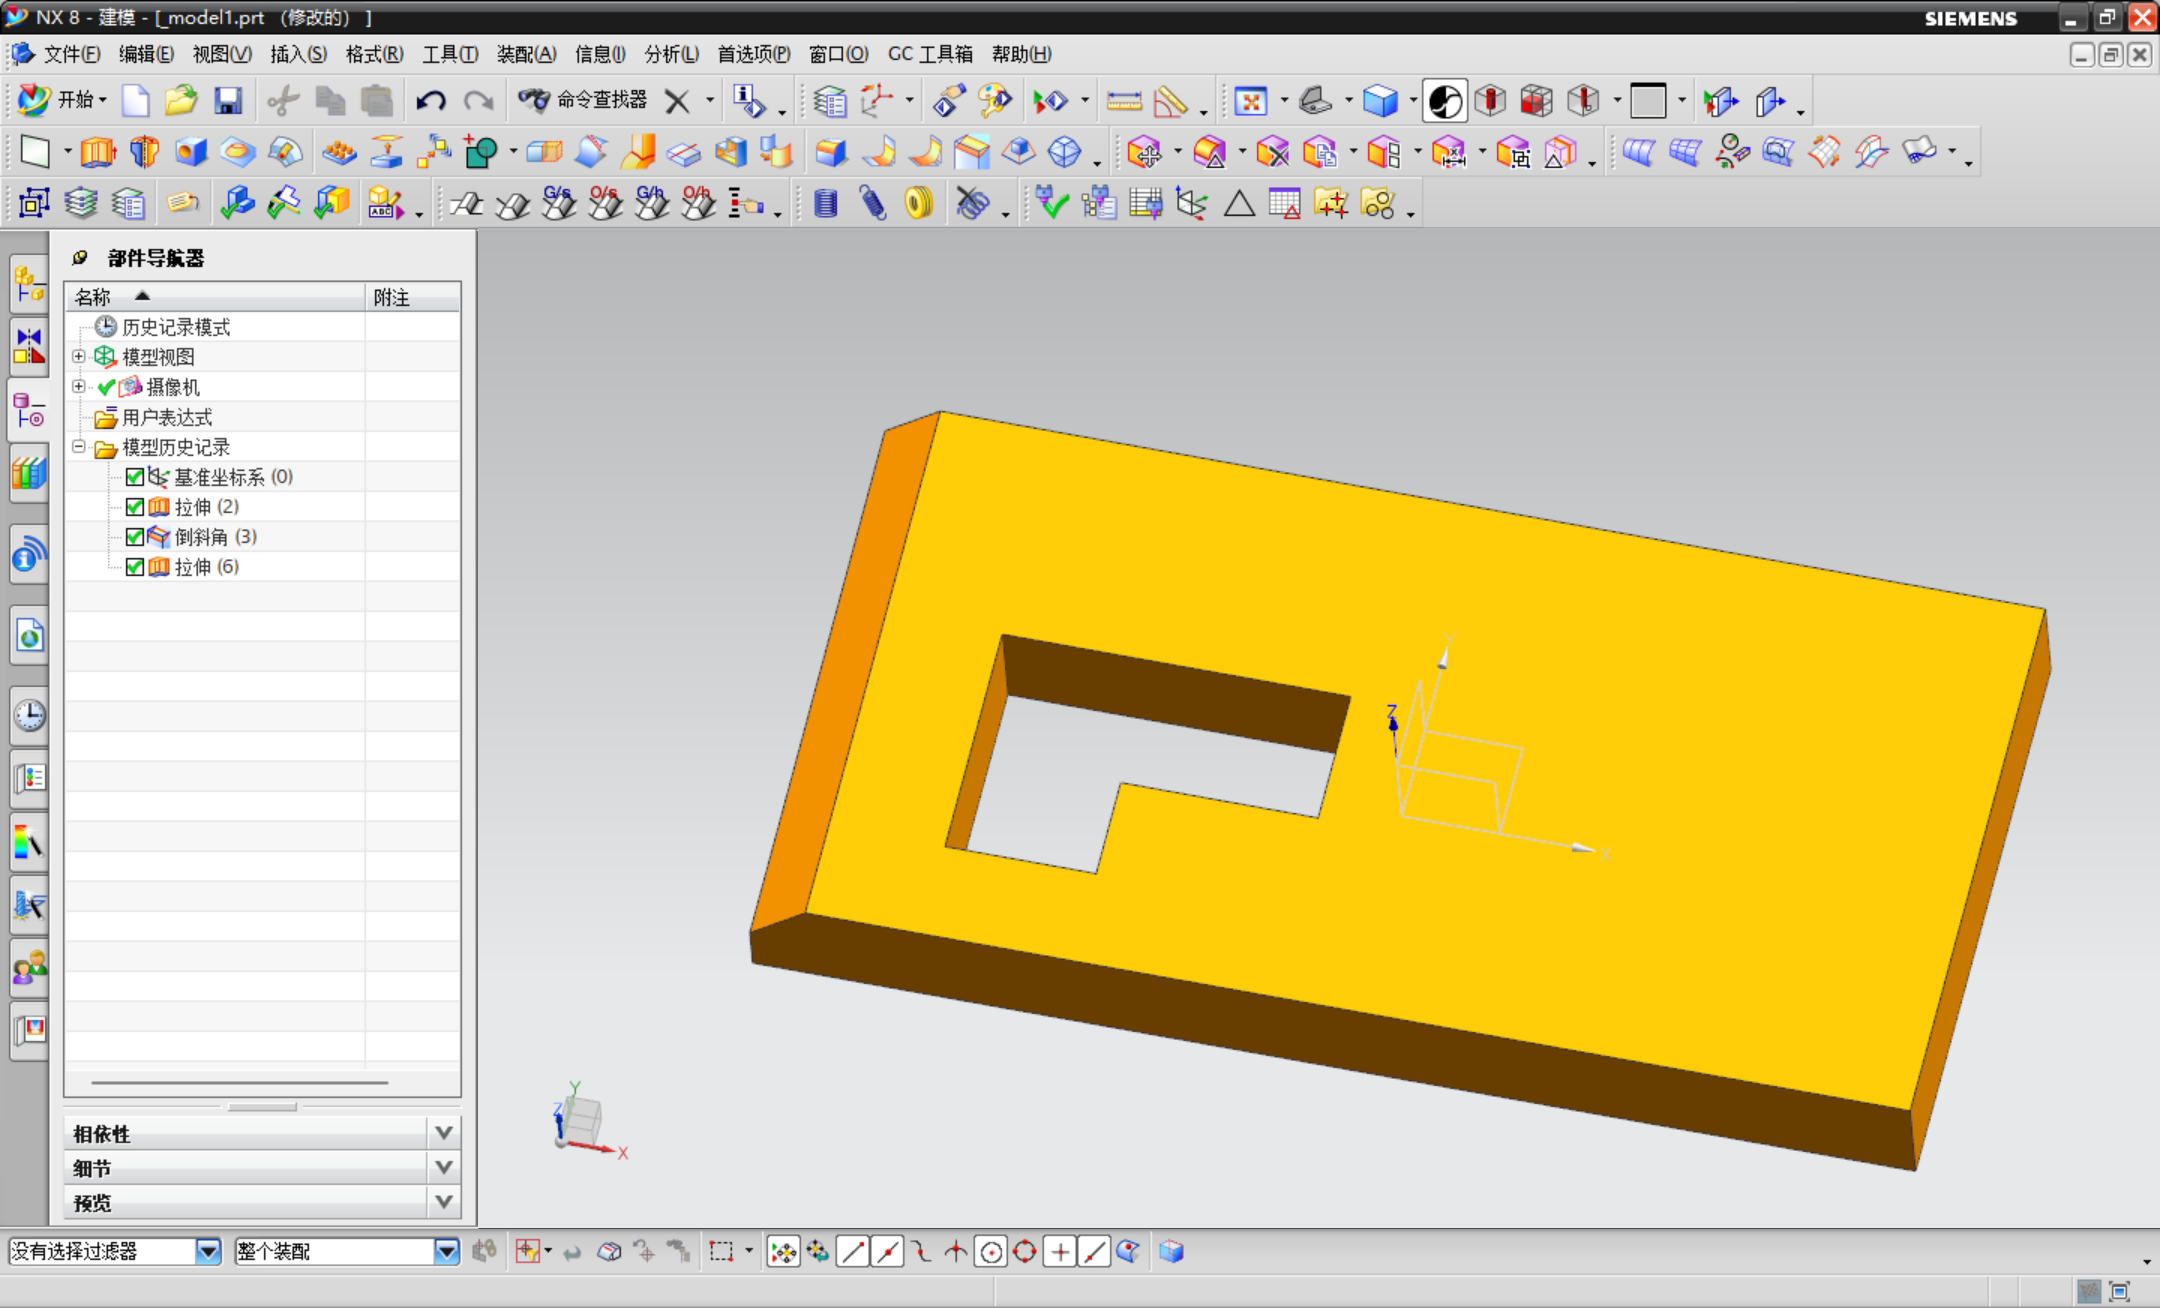 NX 8 - 建模 - [_model1.prt （修改的） ]
SIEMENS
文件(F) 编辑(E) 视图(V) 插入(S) 格式(R) 工具(T) 装配(A) 信息(I) 分析(L) 首选项(P) 窗口(O) GC 工具箱 帮助(H)
开始 命令查找器
ABC G/s O/s G/h O/h
部件导航器
名称 附注
历史记录模式
模型视图
摄像机
用户表达式
模型历史记录
基准坐标系 (0)
拉伸 (2)
倒斜角 (3)
拉伸 (6)
Y
Z
X
Y
Z
X
相依性
细节
预览
没有选择过滤器 整个装配